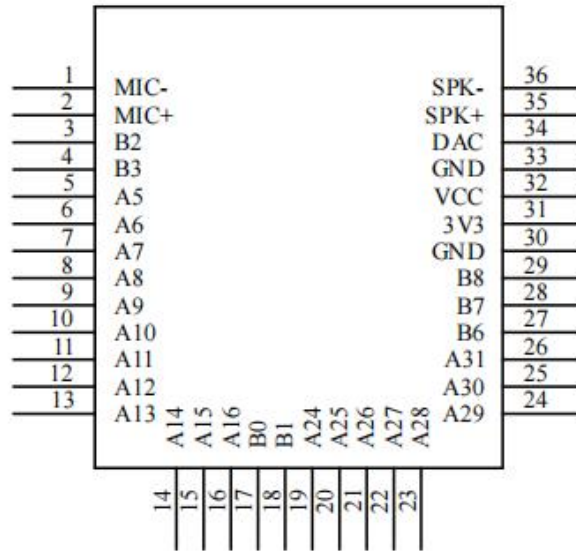 1 MIC- SPK- 36
2 MIC+ SPK+ 35
3 B2 DAC 34
4 B3 GND 33
5 A5 VCC 32
6 A6 3V3 31
7 A7 GND 30
8 A8 B8 29
9 A9 B7 28
10 A10 B6 27
11 A11 A31 26
12 A12 A30 25
13 A13 A29 24
A14 A15 A16 B0 B1 A24 A25 A26 A27 A28
14 15 16 17 18 19 20 21 22 23